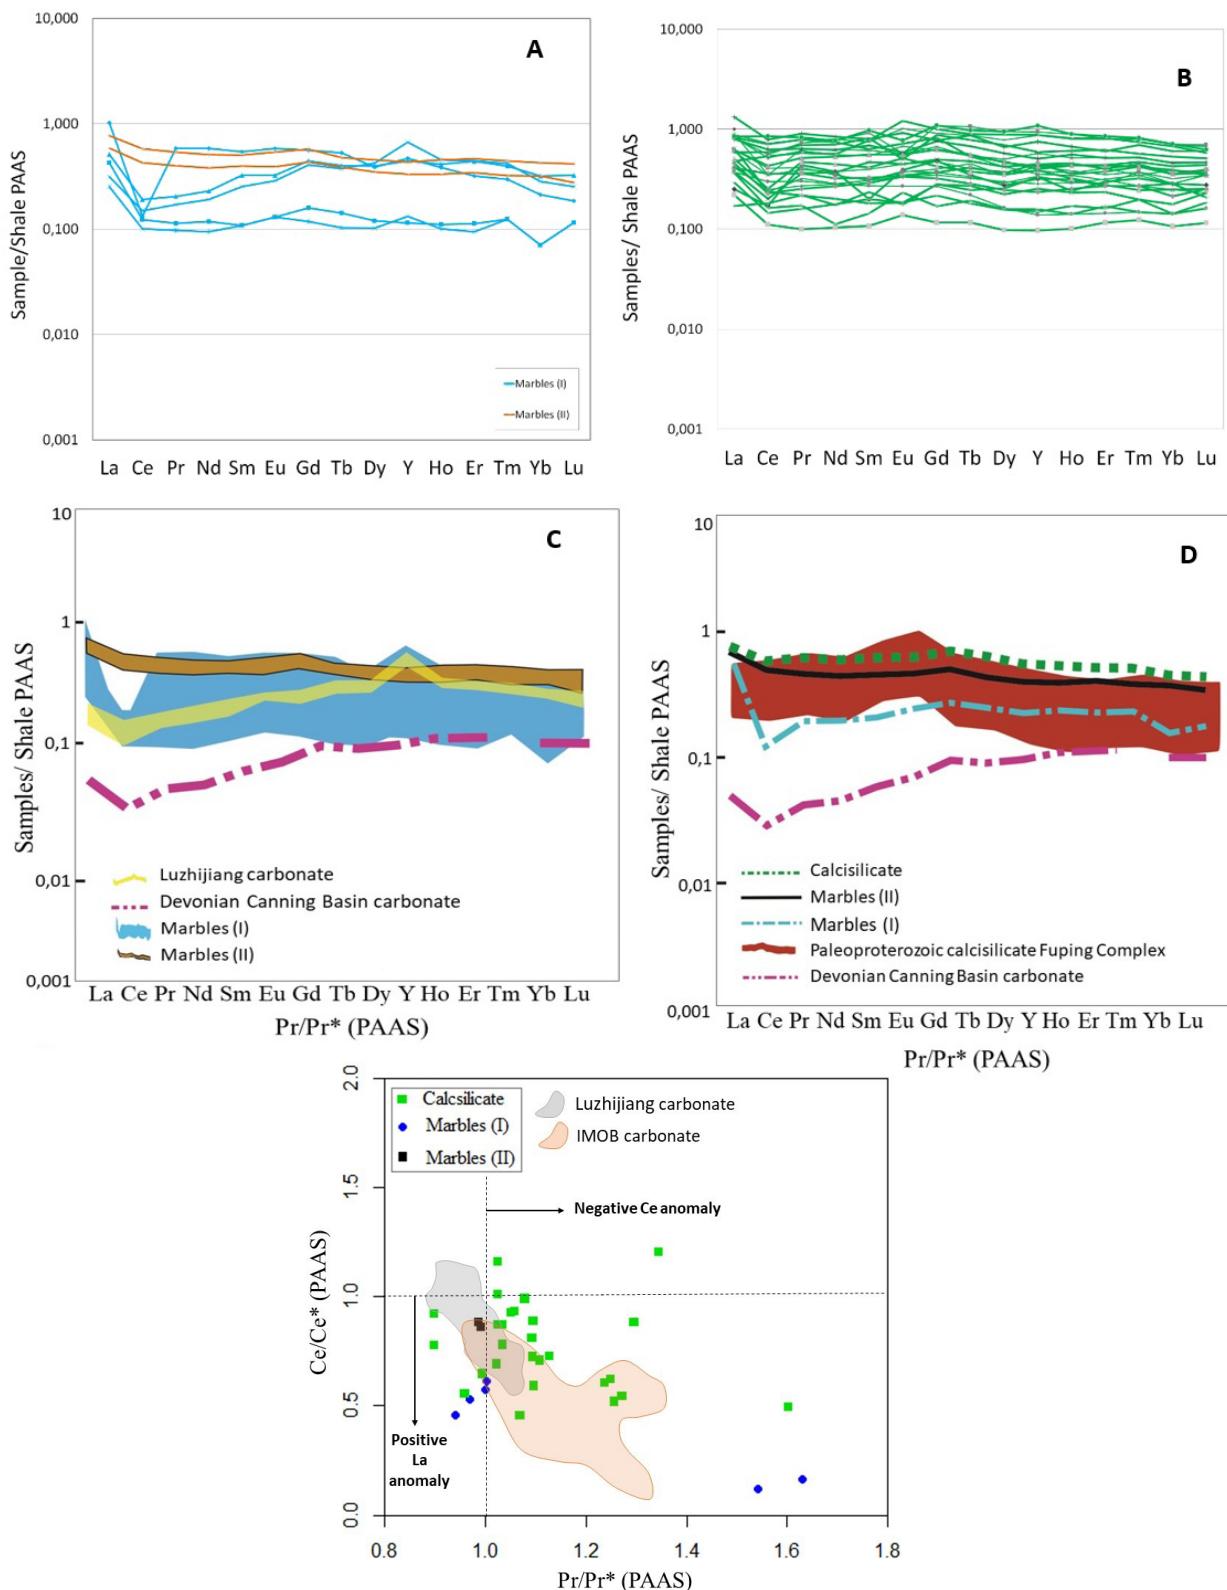 A
10,000
1,000
0,100
0,010
0,001
Sample/Shale PAAS
Marbles (I)
Marbles (II)
La Ce Pr Nd Sm Eu Gd Tb Dy Y Ho Er Tm Yb Lu
B
10,000
1,000
0,100
0,010
0,001
Samples/ Shale PAAS
La Ce Pr Nd Sm Eu Gd Tb Dy Y Ho Er Tm Yb Lu
C
10
1
0,1
0,01
0,001
Samples/ Shale PAAS
Luzhijiang carbonate
Devonian Canning Basin carbonate
Marbles (I)
Marbles (II)
La Ce Pr Nd Sm Eu Gd Tb Dy Y Ho Er Tm Yb Lu
Pr/Pr* (PAAS)
D
10
1
0,1
0,01
0,001
Samples/ Shale PAAS
Calcisilicate
Marbles (II)
Marbles (I)
Paleoproterozoic calcisilicate Fuping Complex
Devonian Canning Basin carbonate
La Ce Pr Nd Sm Eu Gd Tb Dy Y Ho Er Tm Yb Lu
Pr/Pr* (PAAS)
2.0
1.5
1.0
0.5
0.0
Ce/Ce* (PAAS)
Calcsilicate
Marbles (I)
Marbles (II)
Luzhijiang carbonate
IMOB carbonate
Negative Ce anomaly
Positive
La
anomaly
0.8 1.0 1.2 1.4 1.6 1.8
Pr/Pr* (PAAS)